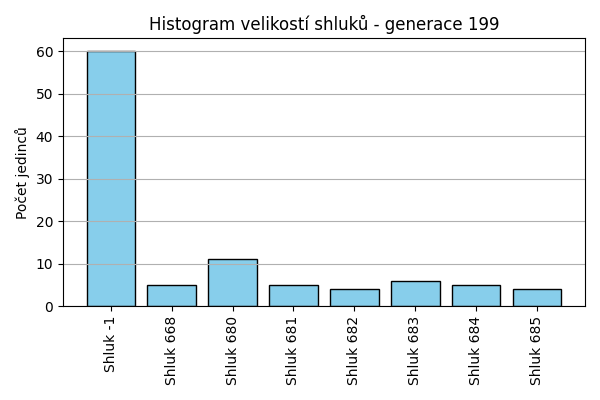 Histogram velikostí shluků - generace 199
Počet jedinců
60
50
40
30
20
10
0
Shluk -1
Shluk 668
Shluk 680
Shluk 681
Shluk 682
Shluk 683
Shluk 684
Shluk 685